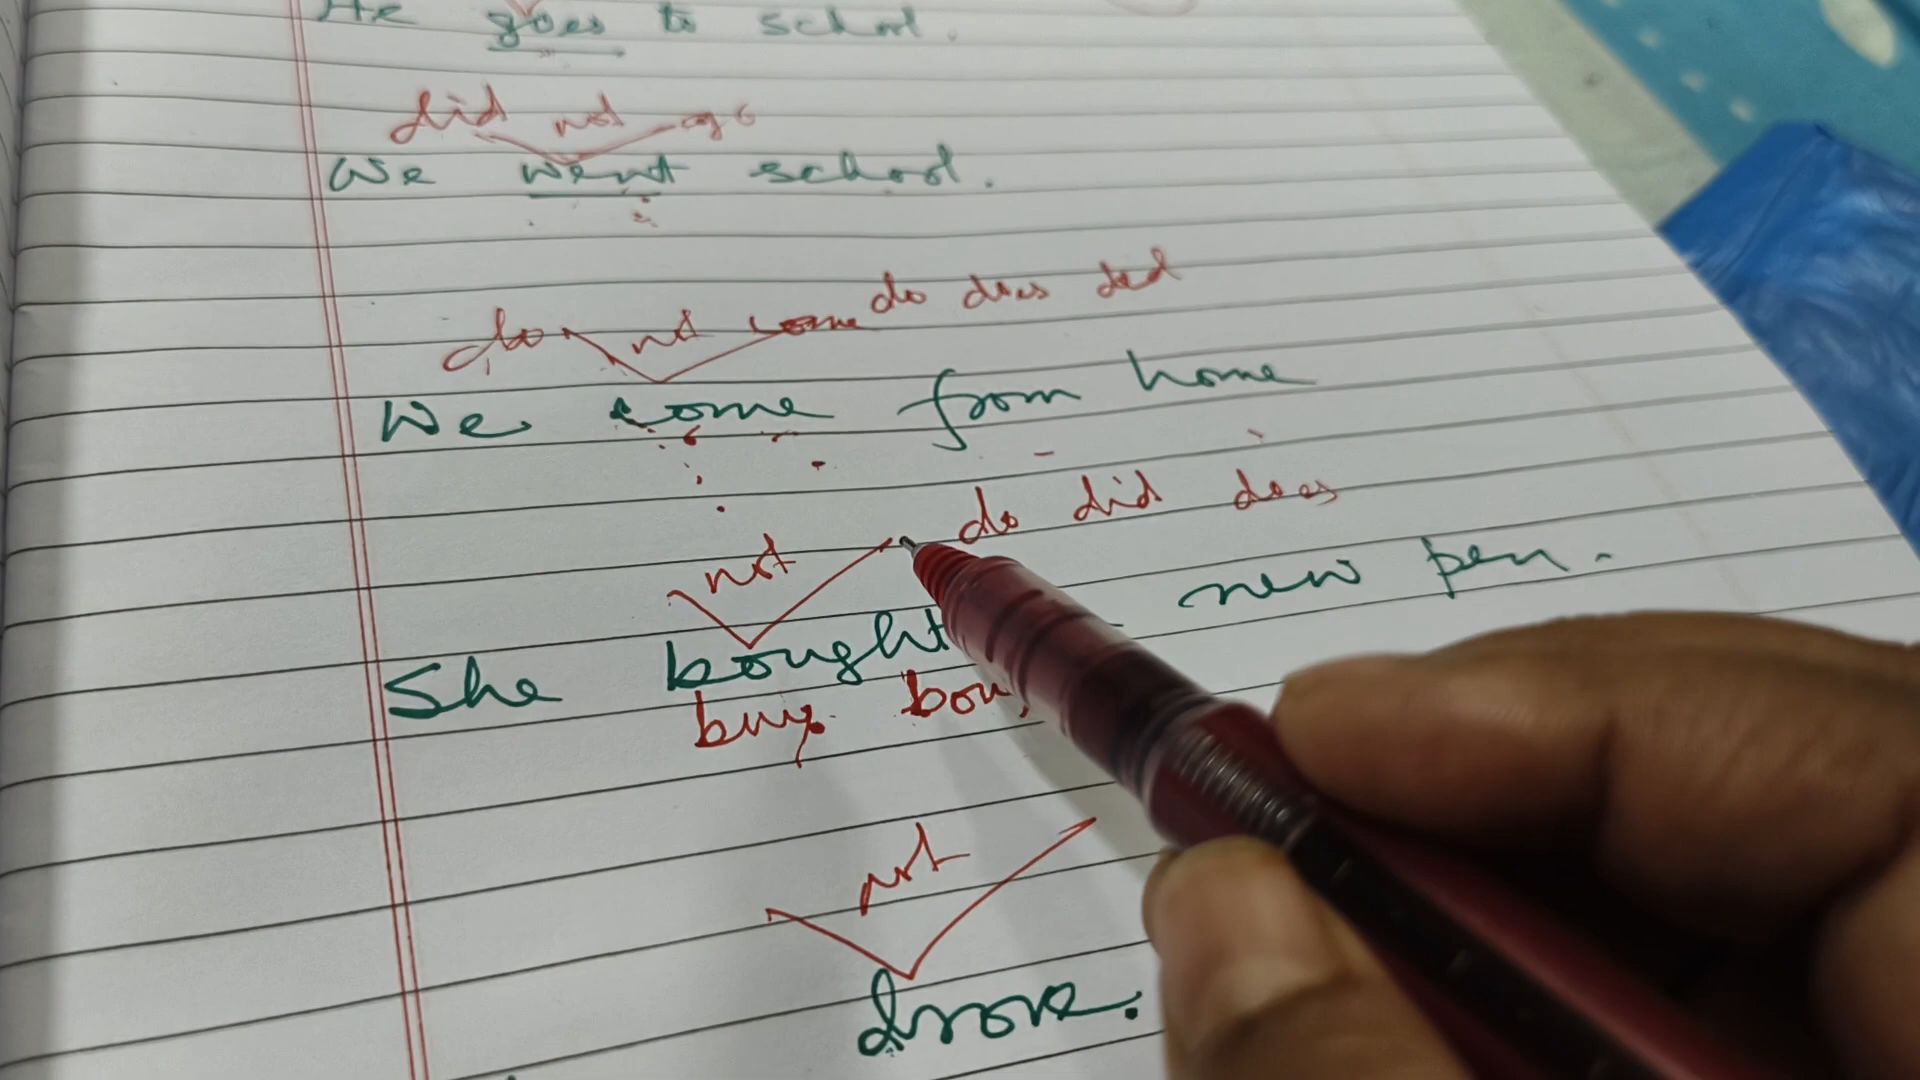 He goes to school.
did not go
We went school.
do not come do does did
We come from home
not do did does
She bought new pen.
buy bou
not
drove.